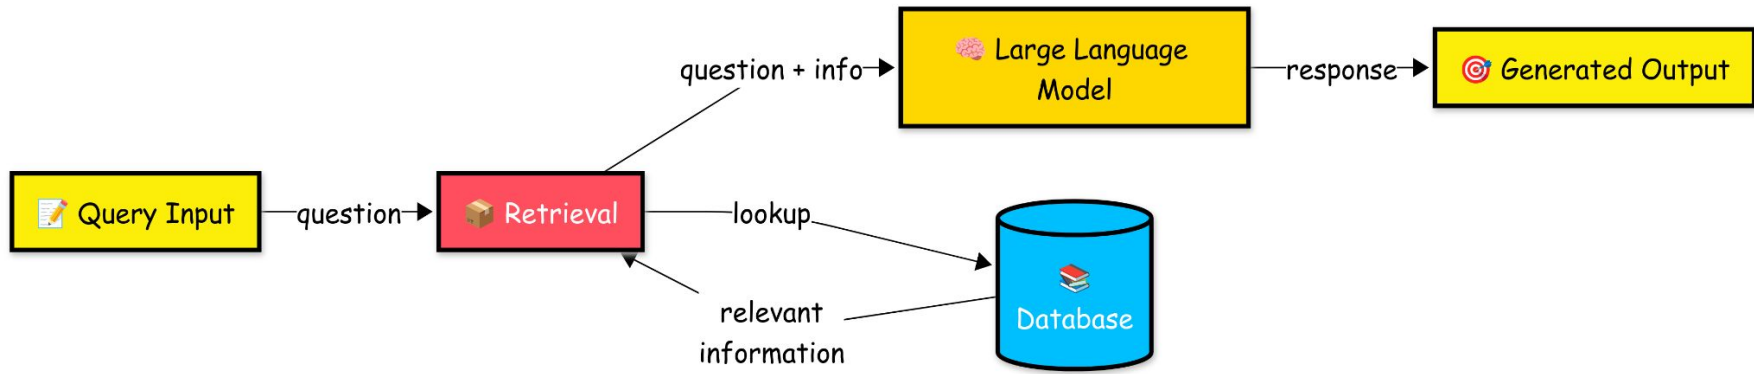 Query Input
question
Retrieval
question + info
Large Language
Model
response
Generated Output
lookup
Database
relevant
information